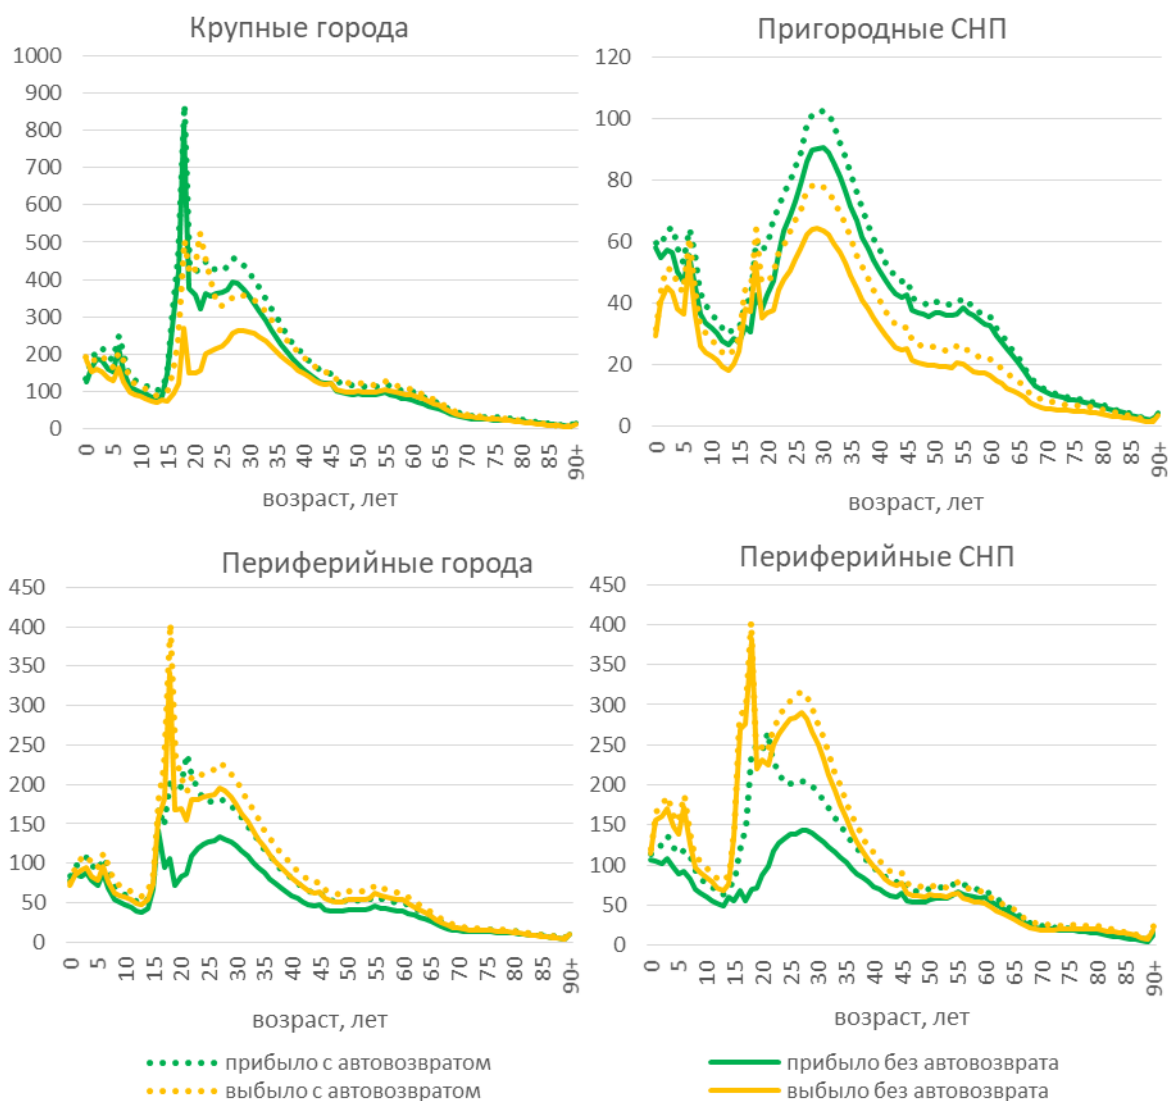 Крупные города
1000
900
800
700
600
500
400
300
200
100
0
0 5 10 15 20 25 30 35 40 45 50 55 60 65 70 75 80 85 90+
возраст, лет
Пригородные СНП
120
100
80
60
40
20
0
0 5 10 15 20 25 30 35 40 45 50 55 60 65 70 75 80 85 90+
возраст, лет
Периферийные города
450
400
350
300
250
200
150
100
50
0
0 5 10 15 20 25 30 35 40 45 50 55 60 65 70 75 80 85 90+
возраст, лет
Периферийные СНП
450
400
350
300
250
200
150
100
50
0
0 5 10 15 20 25 30 35 40 45 50 55 60 65 70 75 80 85 90+
возраст, лет
прибыло с автовозвратом
прибыло без автовозврата
выбыло с автовозвратом
выбыло без автовозврата